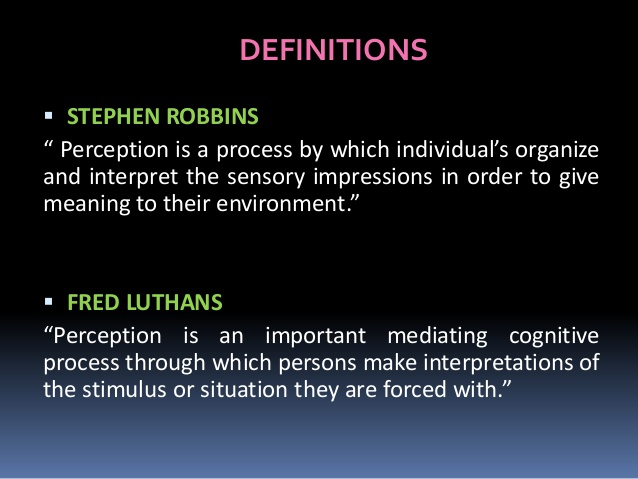 DEFINITIONS
▪ STEPHEN ROBBINS
“ Perception is a process by which individual’s organize
and interpret the sensory impressions in order to give
meaning to their environment.”
▪ FRED LUTHANS
“Perception is an important mediating cognitive
process through which persons make interpretations of
the stimulus or situation they are forced with.”